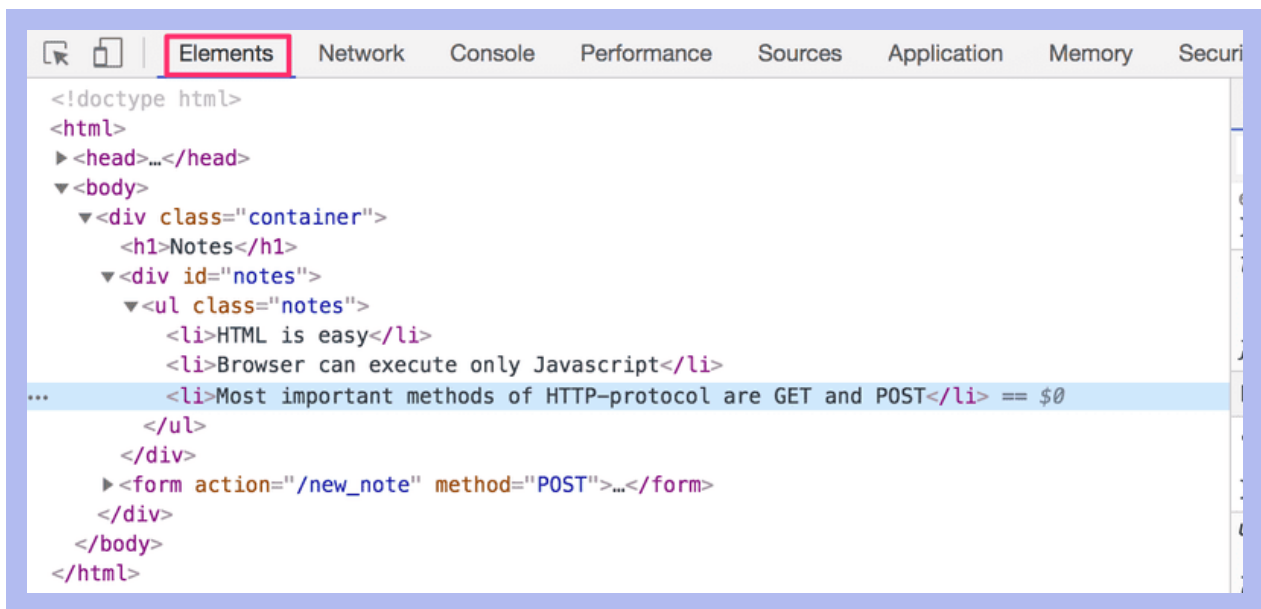 Elements Network Console Performance Sources Application Memory Securi
<!doctype html>
<html>
▶<head>…</head>
▼<body>
▼<div class="container">
<h1>Notes</h1>
▼<div id="notes">
▼<ul class="notes">
<li>HTML is easy</li>
<li>Browser can execute only Javascript</li>
... <li>Most important methods of HTTP-protocol are GET and POST</li> == $0
</ul>
</div>
▶<form action="/new_note" method="POST">…</form>
</div>
</body>
</html>